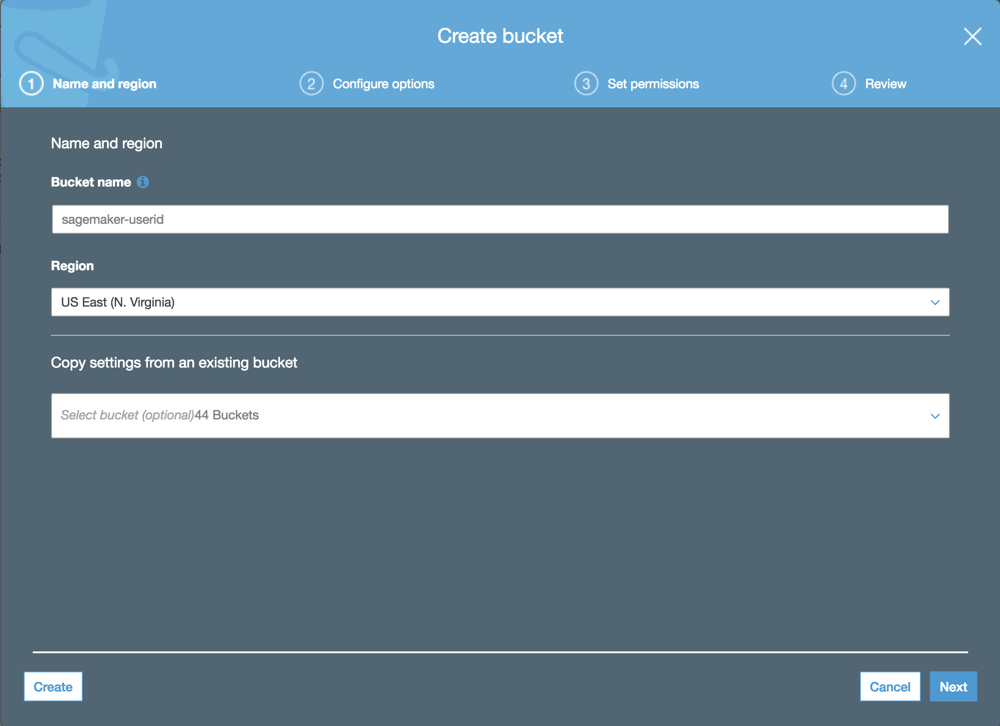 Create bucket
1 Name and region
2 Configure options
3 Set permissions
4 Review
Name and region
Bucket name
sagemaker-userid
Region
US East (N. Virginia)
Copy settings from an existing bucket
Select bucket (optional)44 Buckets
Create
Cancel
Next